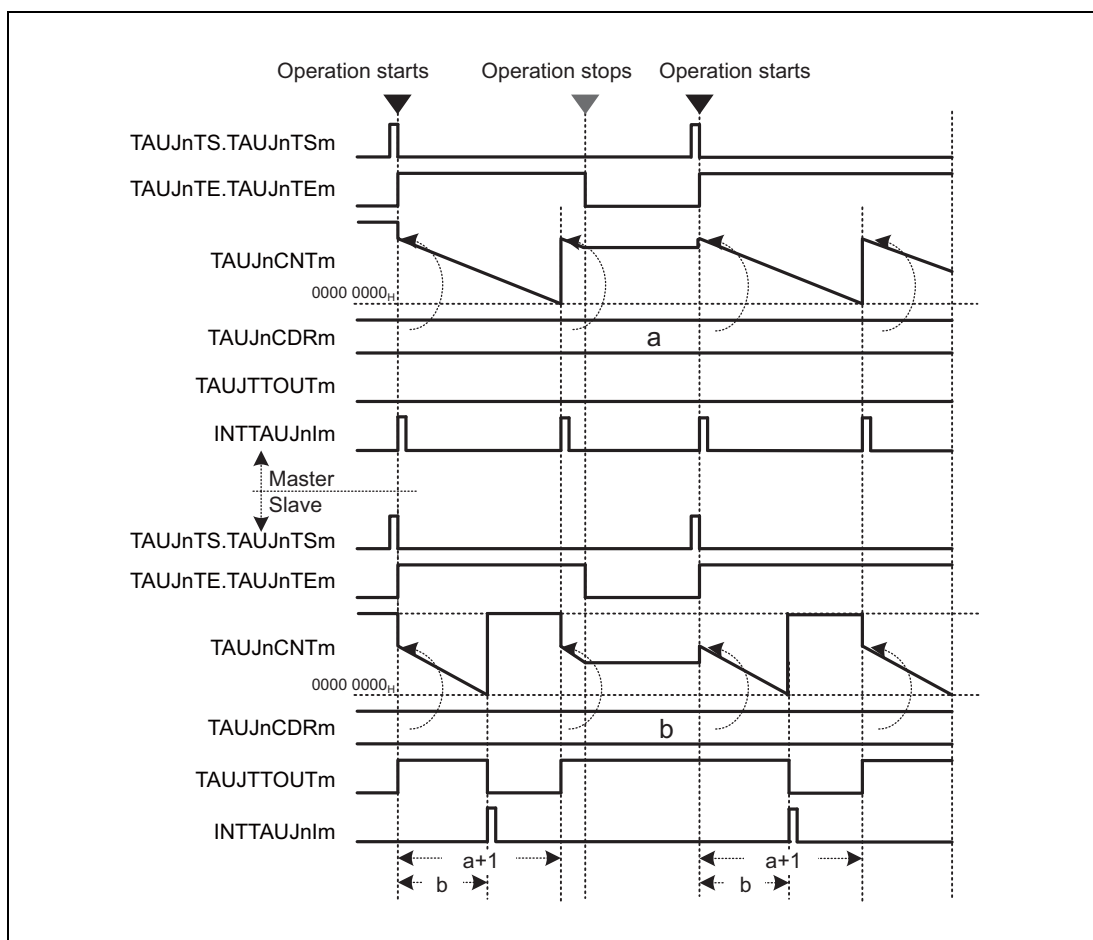 Operation starts Operation stops Operation starts
TAUJnTS.TAUJnTSm
TAUJnTE.TAUJnTEm
TAUJnCNTm
0000 0000H
TAUJnCDRm
a
TAUJTTOUTm
INTTAUJnIm
Master
Slave
TAUJnTS.TAUJnTSm
TAUJnTE.TAUJnTEm
TAUJnCNTm
0000 0000H
TAUJnCDRm
b
TAUJTTOUTm
INTTAUJnIm
a+1 a+1
b b